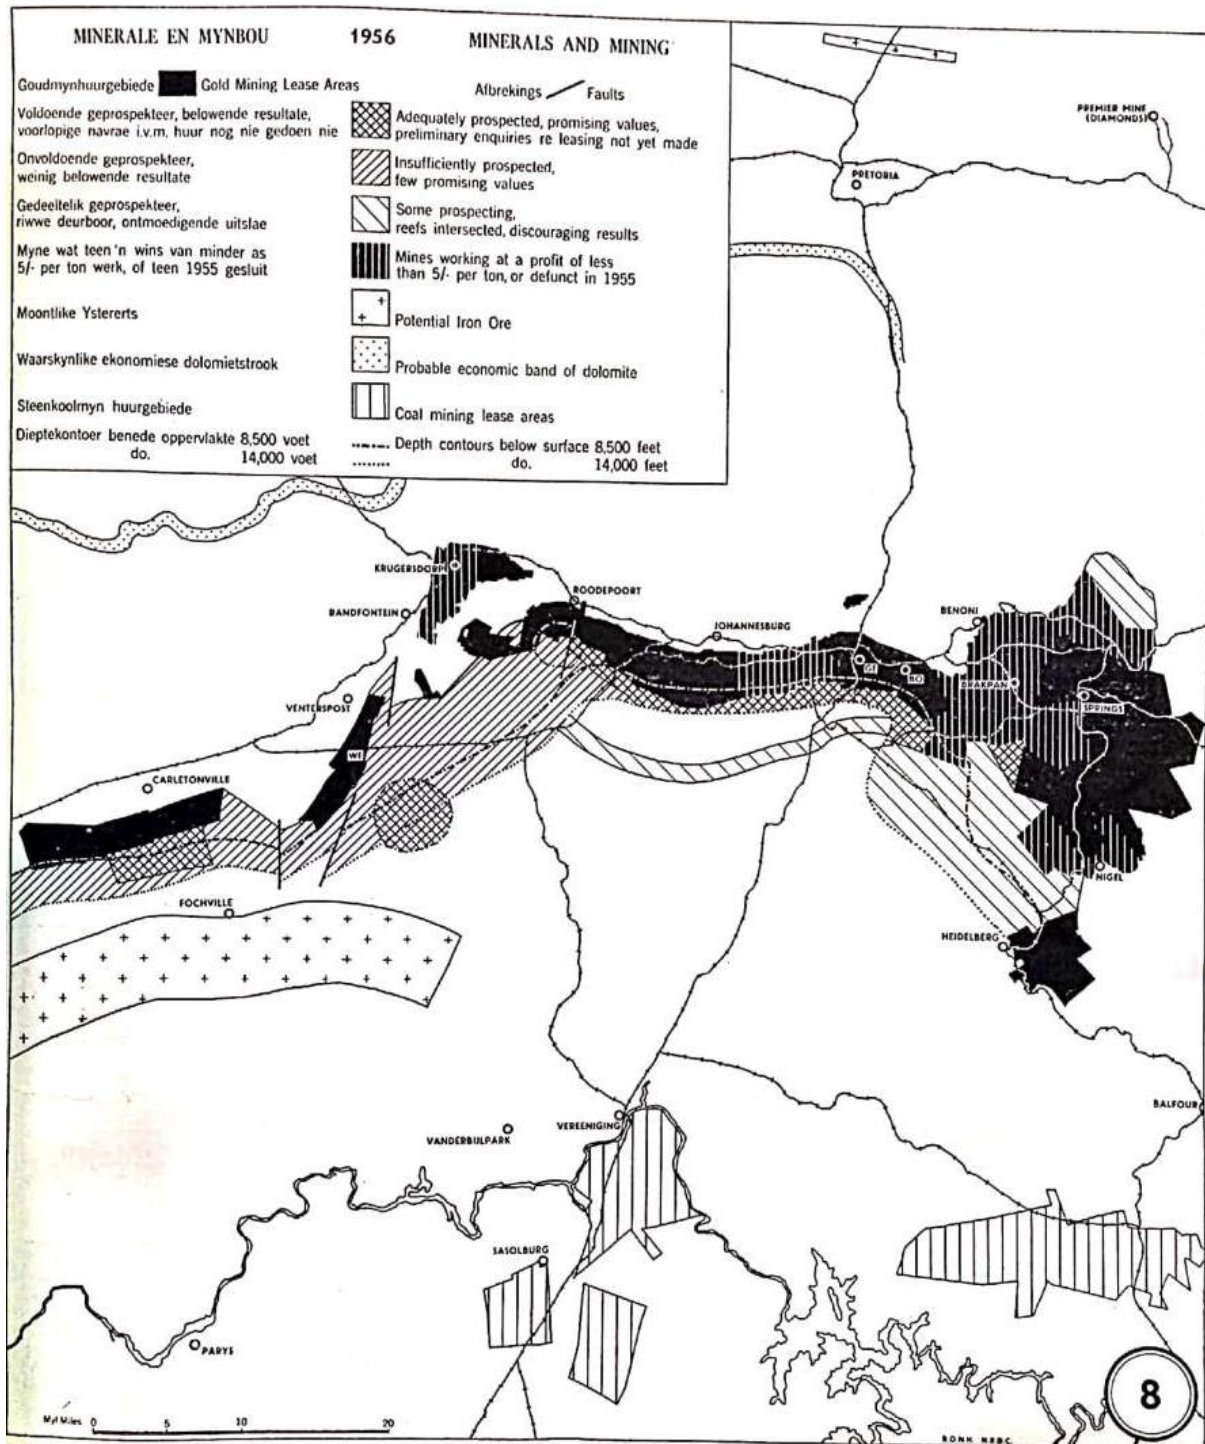 MINERALE EN MYNBOU 1956 MINERALS AND MINING
Goudmynhuurgebiede Gold Mining Lease Areas
Afbrekings Faults
Voldoende geprospekteer, belowende resultate,
voorlopige navrae i.v.m. huur nog nie gedoen nie
Adequately prospected, promising values,
preliminary enquiries re leasing not yet made
Onvoldoende geprospekteer,
weinig belowende resultate
Insufficiently prospected,
few promising values
Gedeeltelik geprospekteer,
riwwe deurboor, ontmoedigende uitslae
Some prospecting,
reefs intersected, discouraging results
Myne wat teen 'n wins van minder as
5/- per ton werk, of teen 1955 gesluit
Mines working at a profit of less
than 5/- per ton, or defunct in 1955
Moontlike Ystererts
Potential Iron Ore
Waarskynlike ekonomiese dolomietstrook
Probable economic band of dolomite
Steenkoolmyn huurgebiede
Coal mining lease areas
Dieptekontoer benede oppervlakte 8,500 voet
do. 14,000 voet
Depth contours below surface 8,500 feet
do. 14,000 feet
PREMIER MINE
(DIAMONDS)
PRETORIA
KRUGERSDORP
RANDFONTEIN
ROODEPOORT
JOHANNESBURG
BENONI
GE
BO
BRAKPAN
SPRINGS
VENTERSPOST
WE
CARLETONVILLE
NIGEL
FOCHVILLE
HEIDELBERG
BALFOUR
VEREENIGING
VANDERBIJLPARK
SASOLBURG
PARYS
8
Myl Miles 0 5 10 20